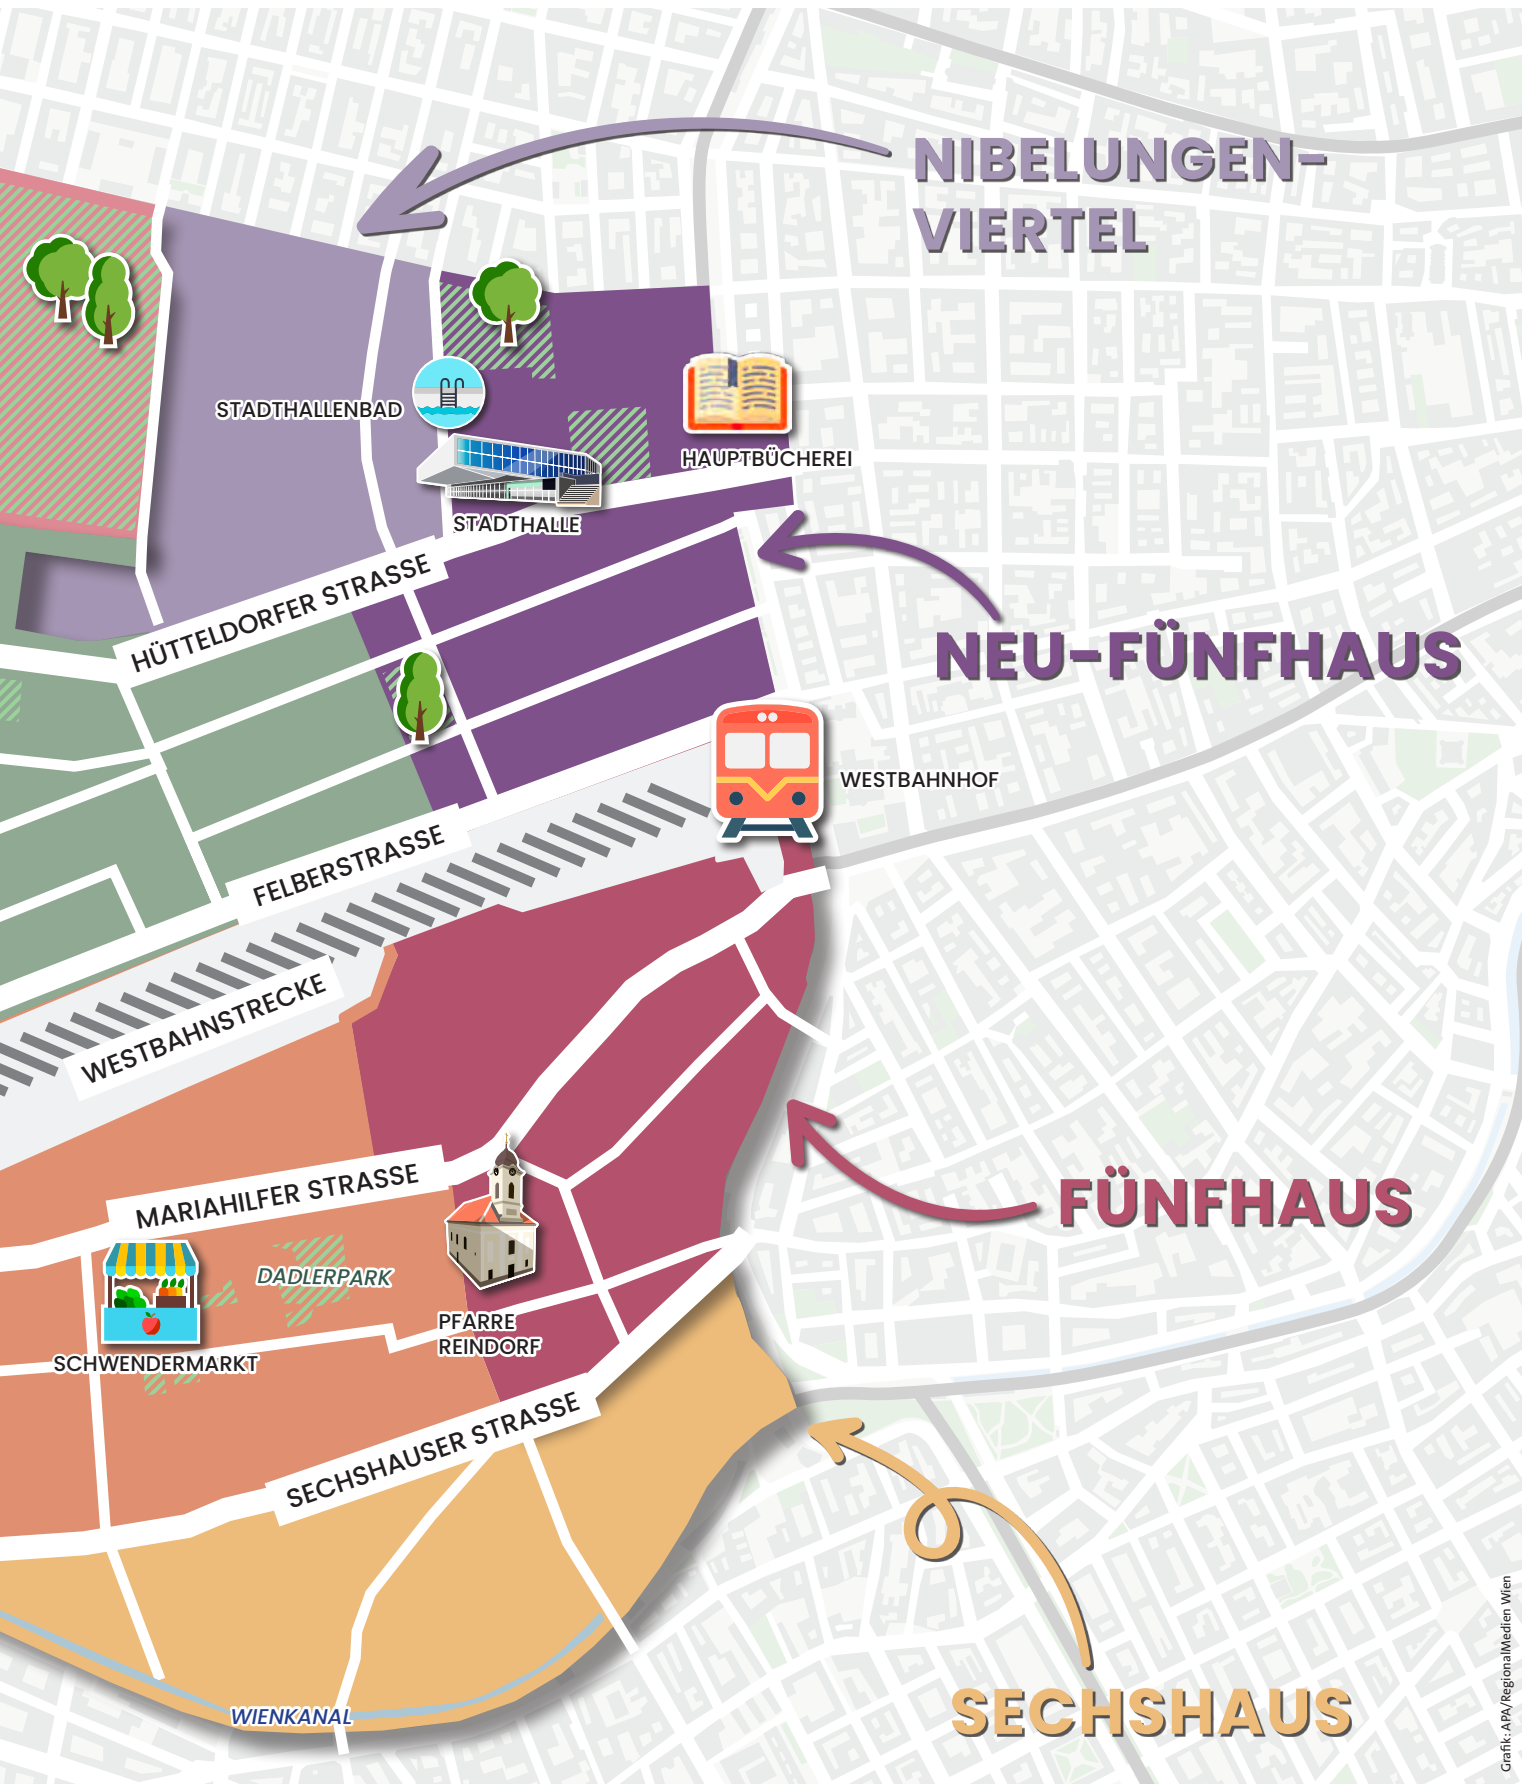 NIBELUNGEN-
VIERTEL
STADTHALLENBAD
HAUPTBÜCHEREI
STADTHALLE
HÜTTELDORFER STRASSE
NEU-FÜNFHAUS
WESTBAHNHOF
FELBERSTRASSE
WESTBAHNSTRECKE
MARIAHILFER STRASSE
FÜNFHAUS
DADLERPARK
PFARRE
REINDORF
SCHWENDERMARKT
SECHSHAUSER STRASSE
SECHSHAUS
WIENKANAL
Grafik: APA/RegionalMedien Wien